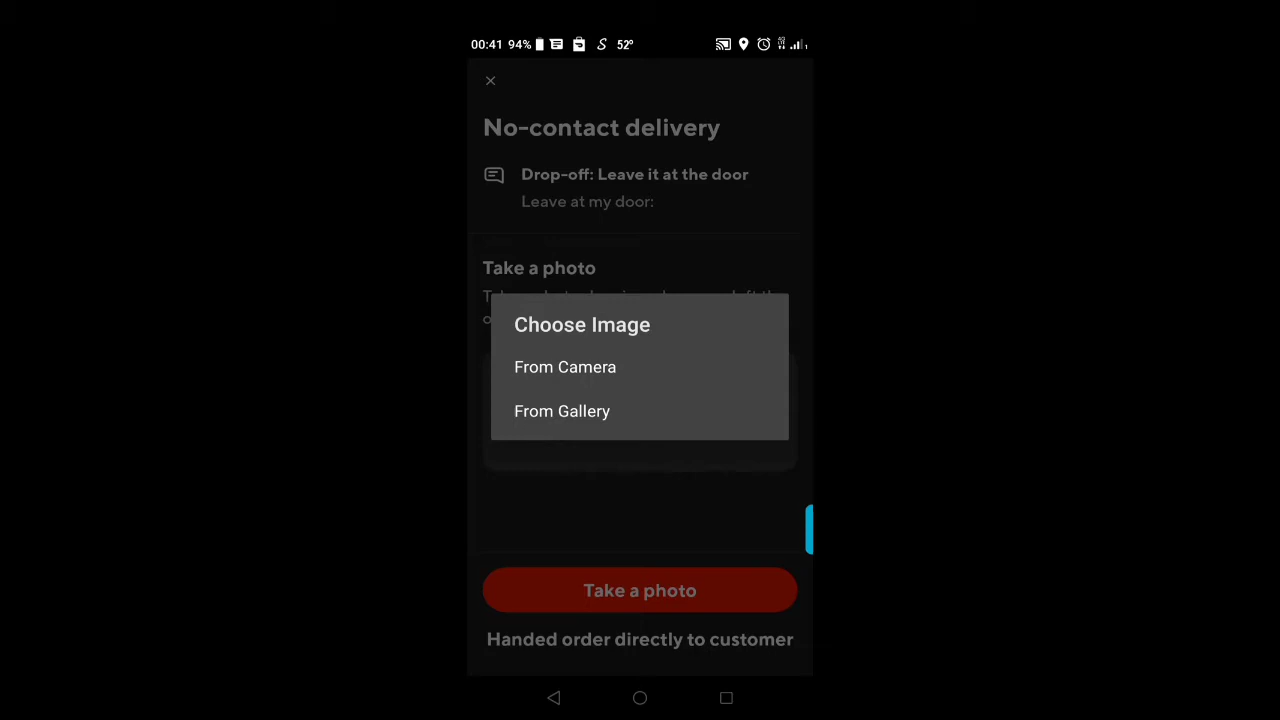 00:41 94% S 52°
No-contact delivery
Drop-off: Leave it at the door
Leave at my door:
Take a photo
Choose Image
From Camera
From Gallery
Take a photo
Handed order directly to customer